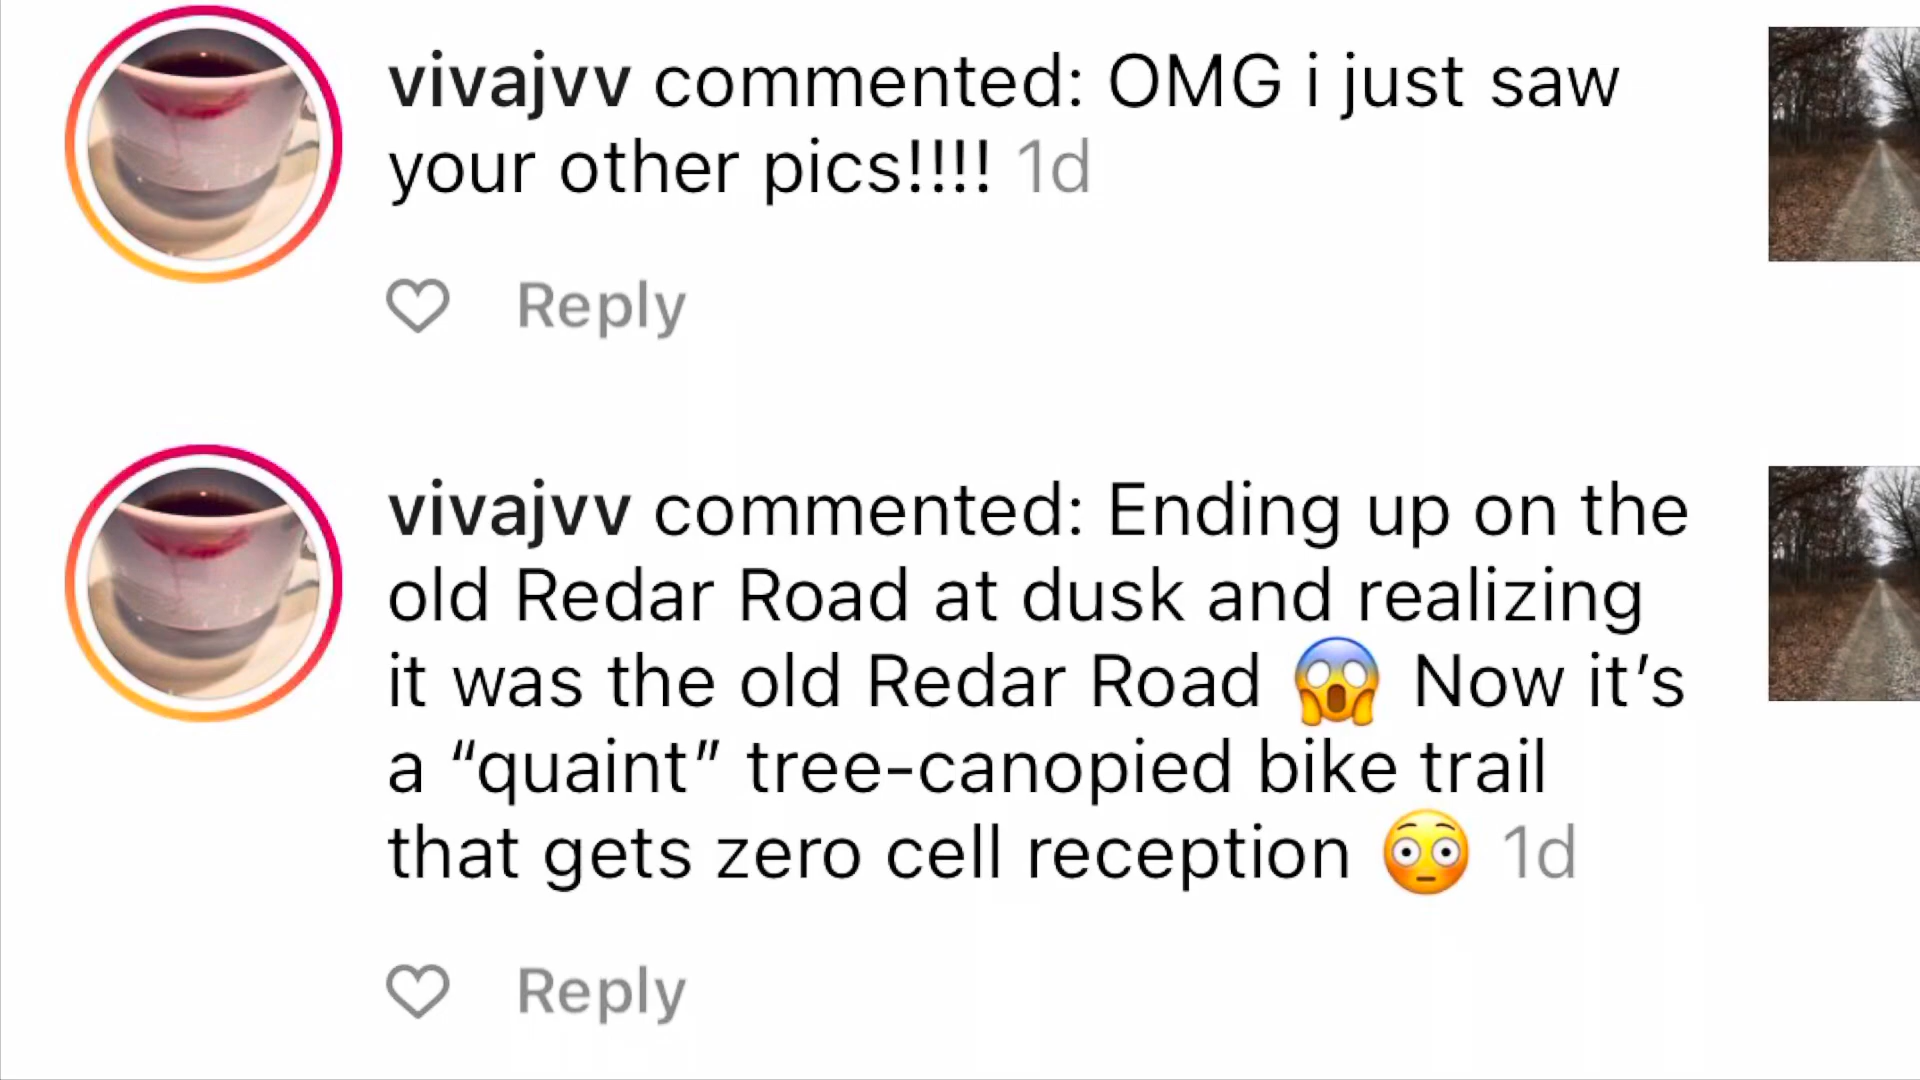 vivajvv commented: OMG i just saw
your other pics!!!! 1d
Reply
vivajvv commented: Ending up on the
old Redar Road at dusk and realizing
it was the old Redar Road 😱 Now it’s
a “quaint” tree-canopied bike trail
that gets zero cell reception 😳 1d
Reply